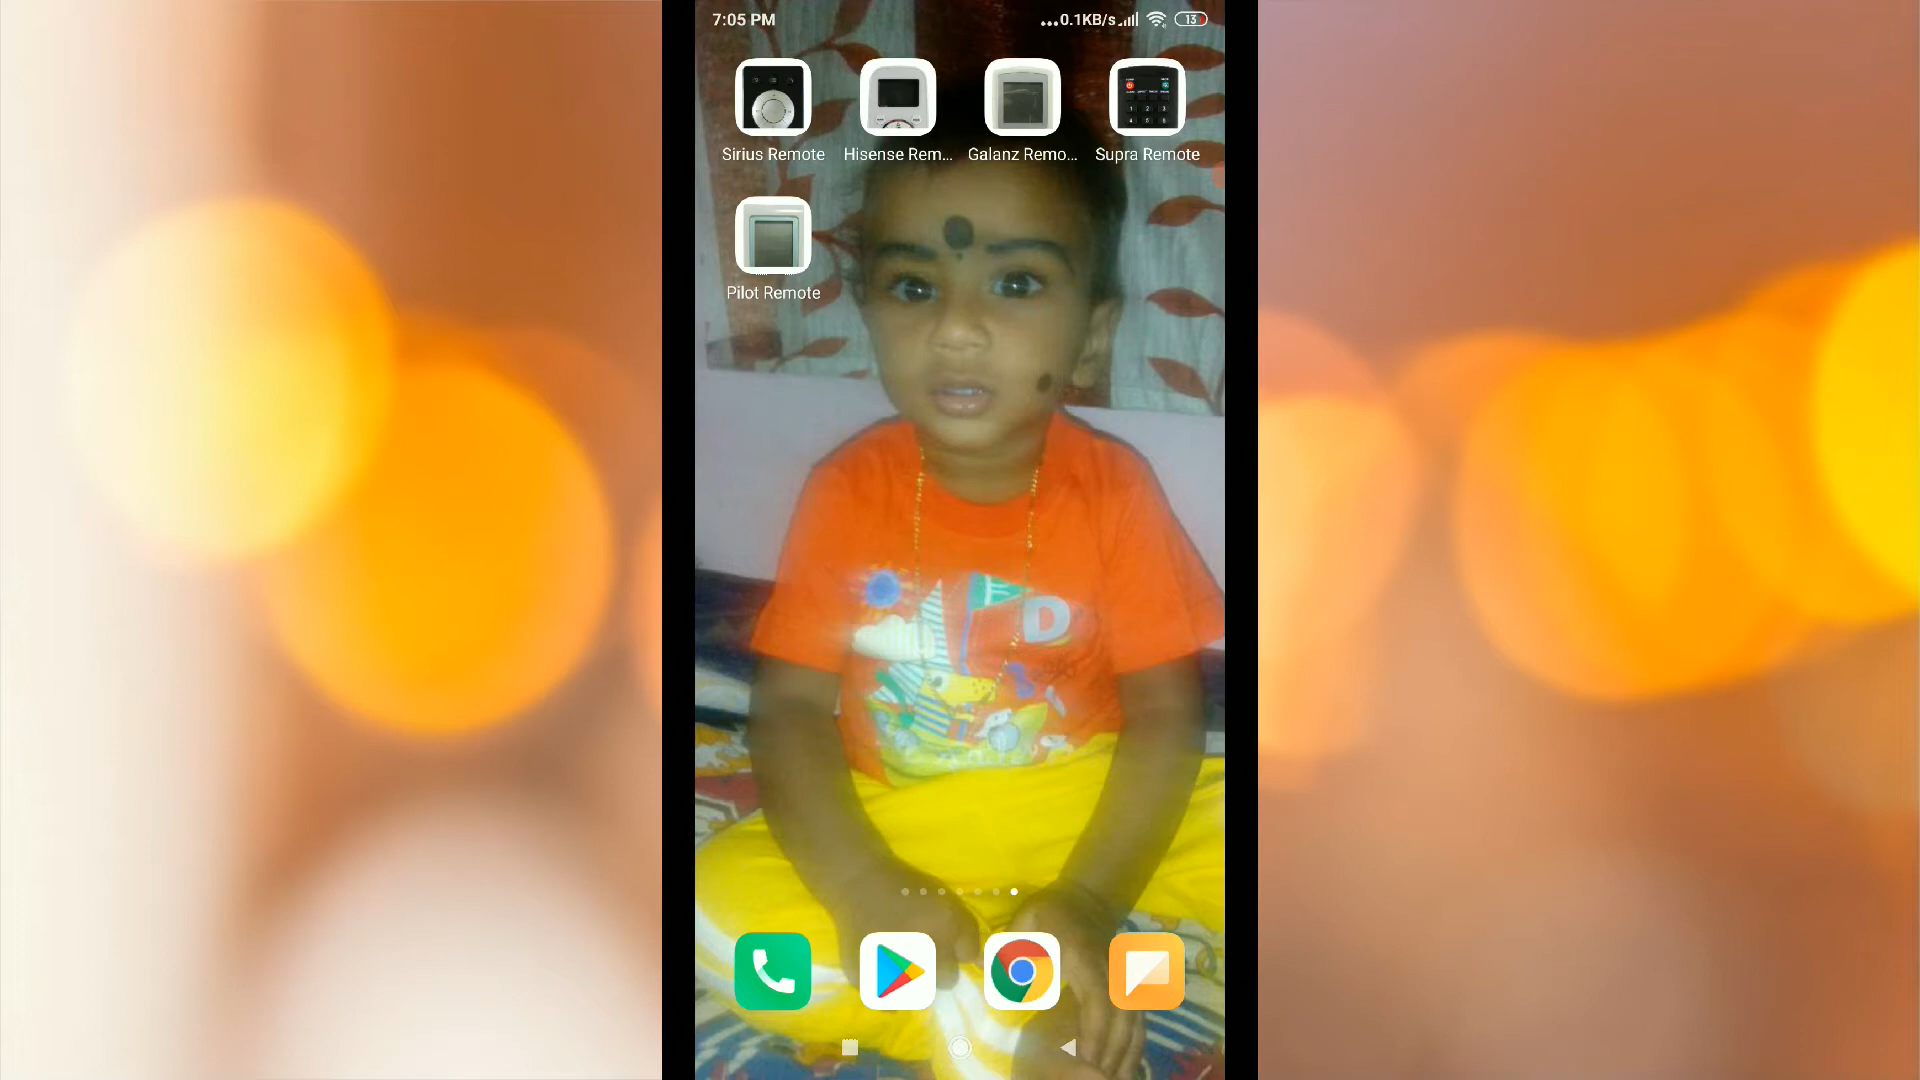 7:05 PM
...0.1KB/s 13
Sirius Remote Hisense Rem... Galanz Remo... Supra Remote
Pilot Remote
D